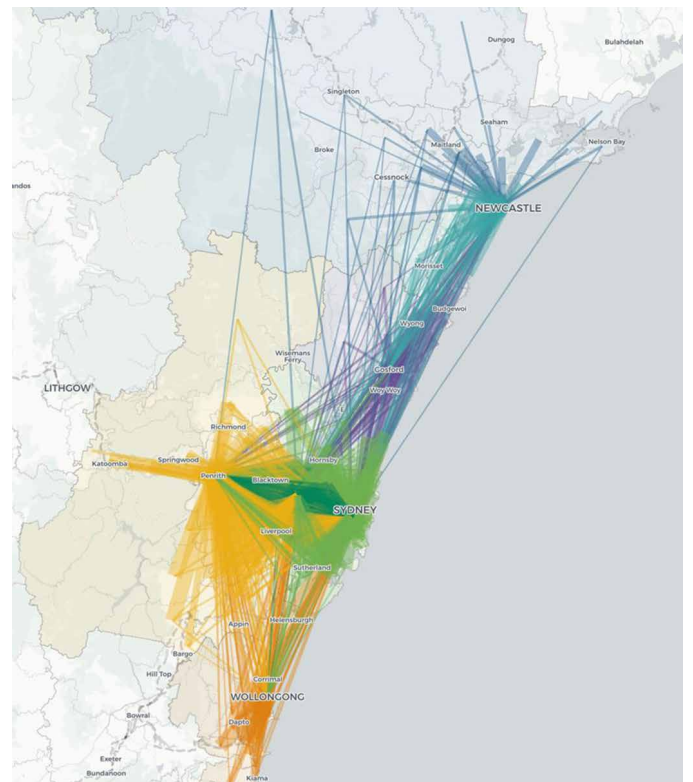 Dungog
Bulahdelah
Singleton
Seaham
Maitland
Nelson Bay
Broke
Cessnock
andos
NEWCASTLE
Morisset
Budgewoi
Wyong
Wisemans
Ferry
Gosford
LITHGOW
Woy Woy
Richmond
Springwood
Hornsby
Katoomba
Penrith
Blacktown
SYDNEY
Liverpool
Sutherland
Helensburgh
Appin
Bargo
Hill Top
Corrimal
WOLLONGONG
Bowral
Dapto
Exeter
Bundanoon
Kiama